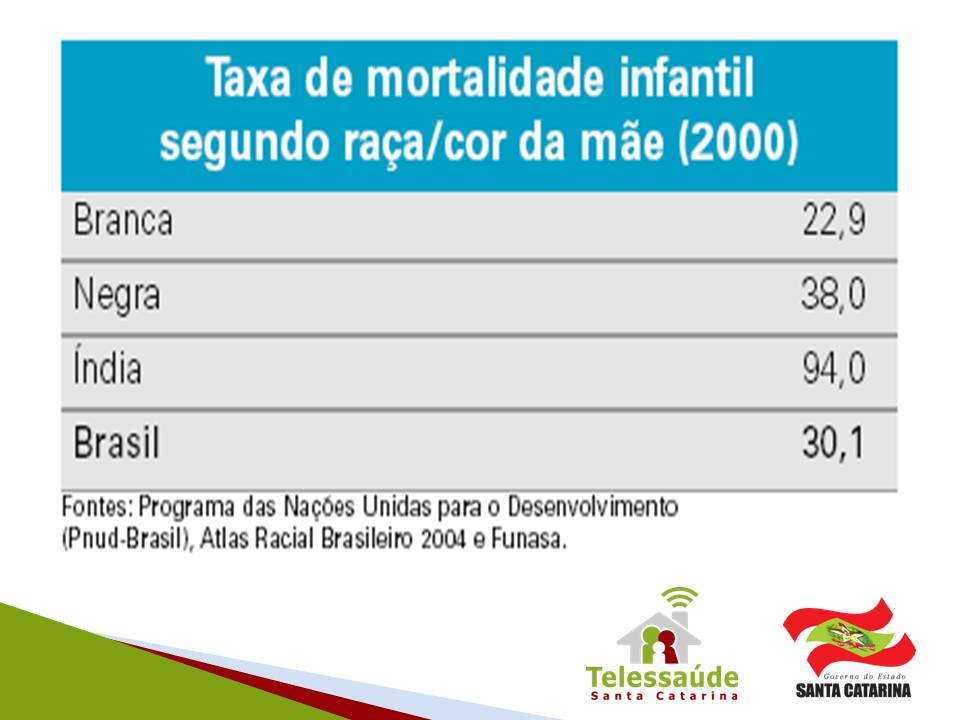 Taxa de mortalidade infantil
segundo raça/cor da mãe (2000)
Branca 22,9
Negra 38,0
Índia 94,0
Brasil 30,1
Fontes: Programa das Nações Unidas para o Desenvolvimento
(Pnud-Brasil), Atlas Racial Brasileiro 2004 e Funasa.
Telessaúde
Santa Catarina
Governo do Estado
SANTA CATARINA